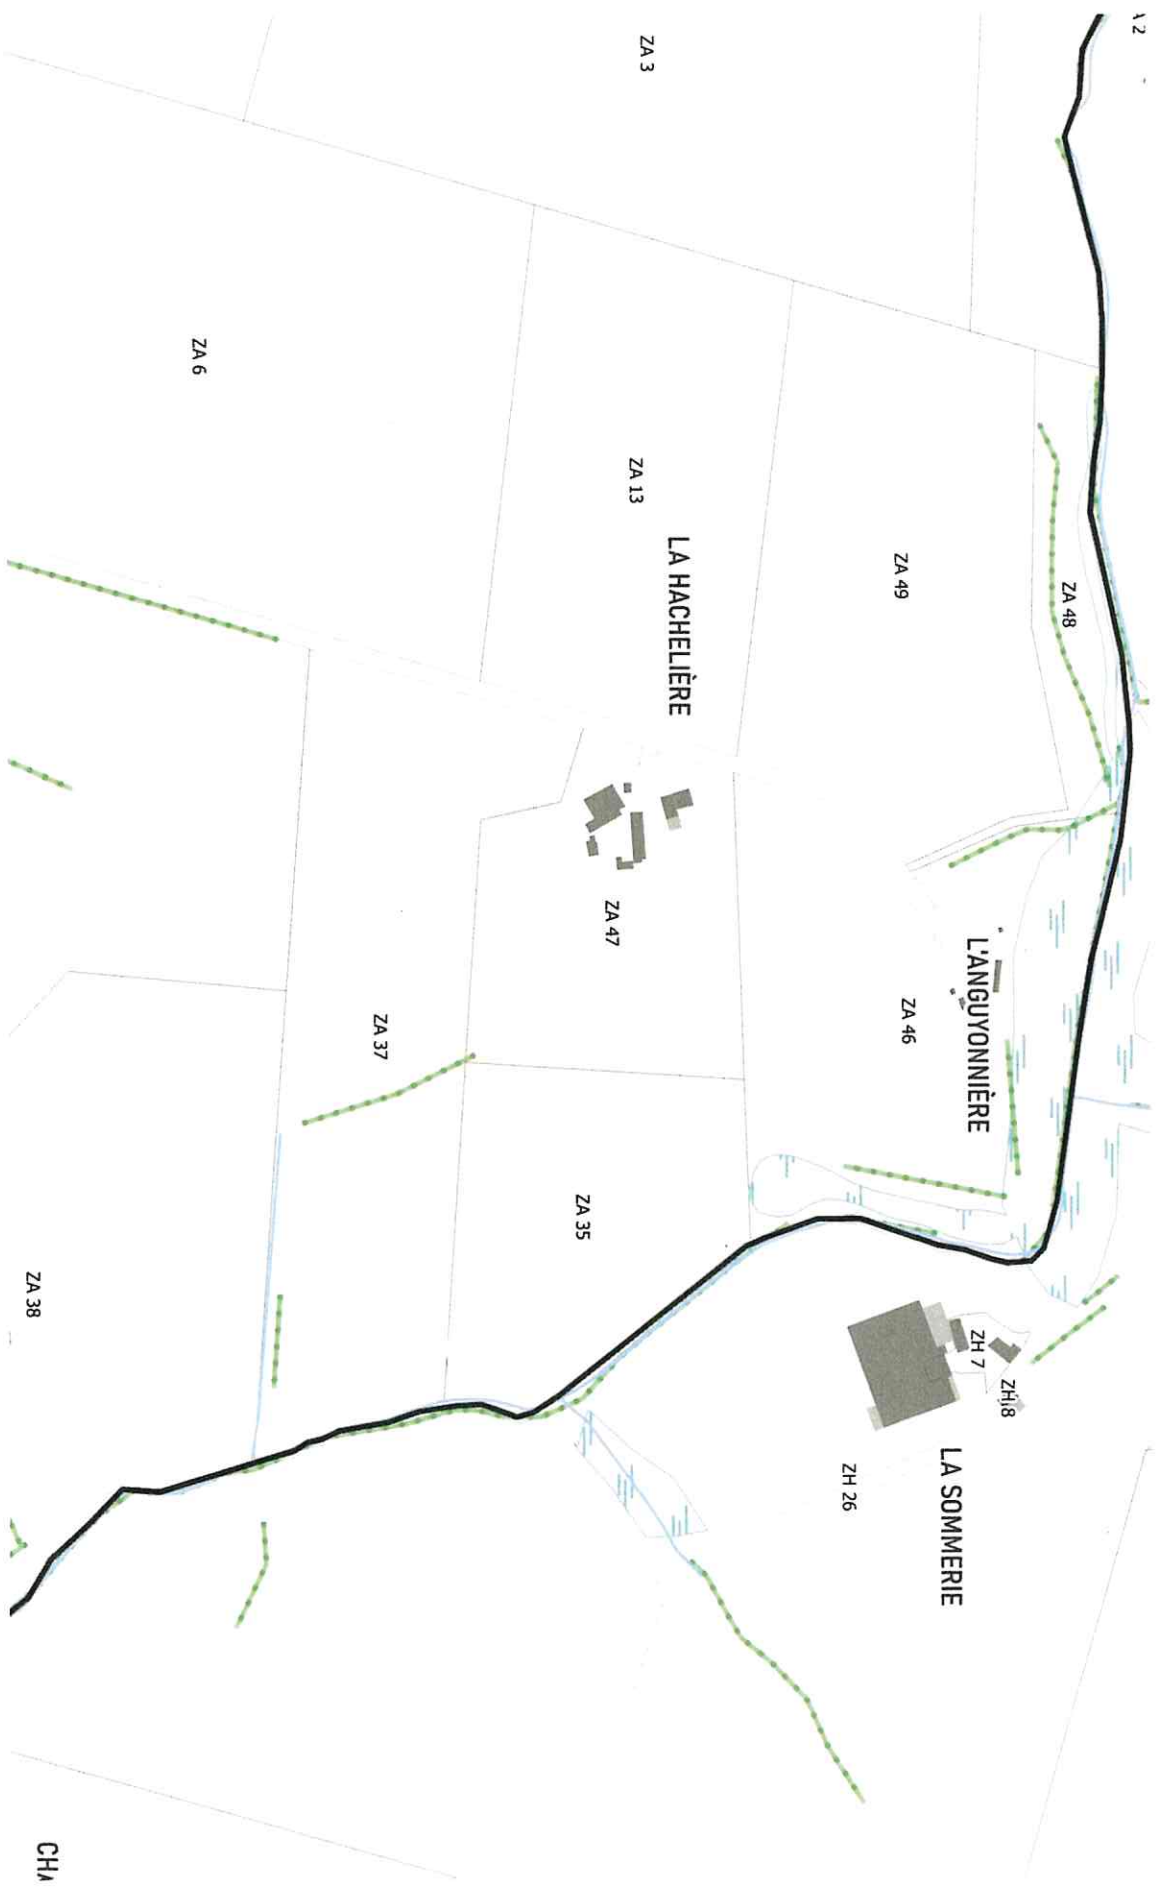 ZA 3
ZA 6
ZA 13
LA HACHELIÈRE
ZA 49
ZA 48
ZA 47
ZA 37
L'ANGUYONNIÈRE
ZA 46
ZA 35
ZA 38
ZH 7
ZH 8
ZH 26
LA SOMMERIE